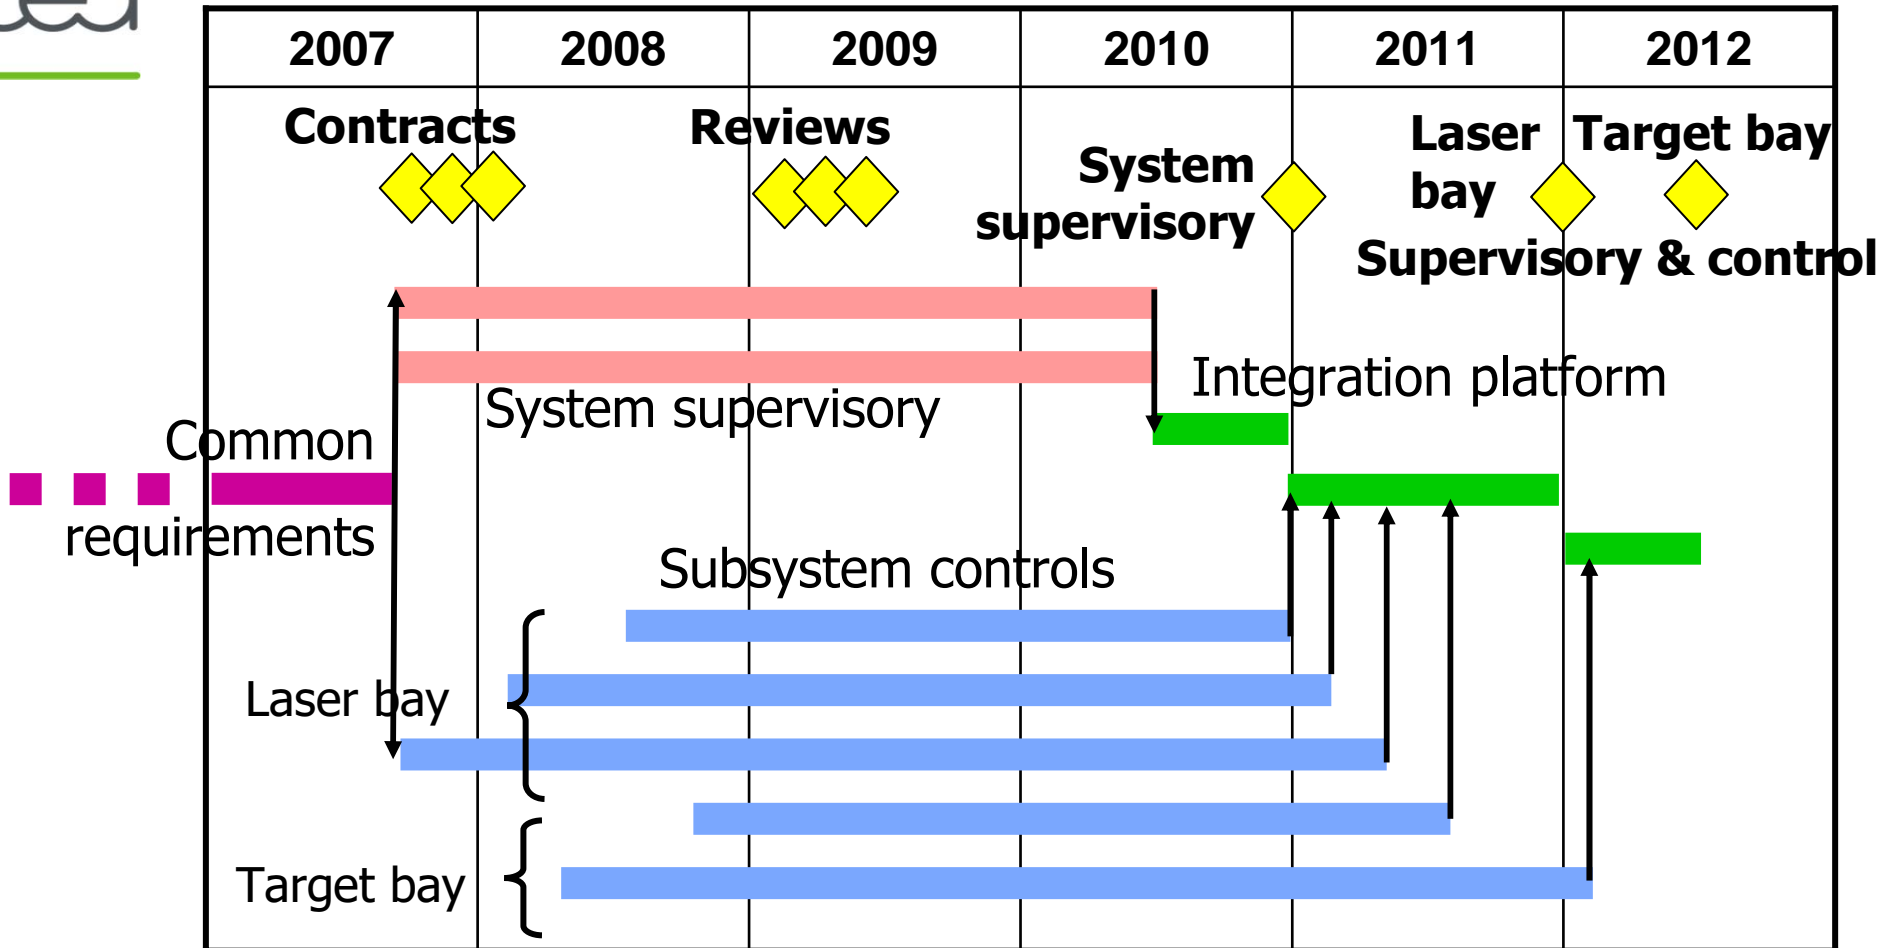 2007 2008 2009 2010 2011 2012
Contracts
Reviews
System
supervisory
Laser
bay
Target bay
Supervisory & control
Integration platform
System supervisory
Common
requirements
Subsystem controls
Laser bay
Target bay